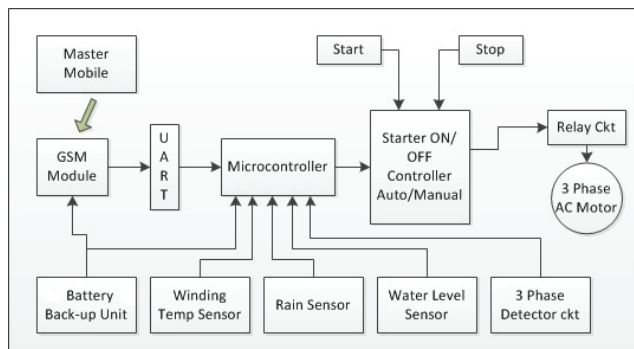 Master
Mobile
Start
Stop
GSM
Module
U
A
R
T
Microcontroller
Starter ON/
OFF
Controller
Auto/Manual
Relay Ckt
3 Phase
AC Motor
Battery
Back-up Unit
Winding
Temp Sensor
Rain Sensor
Water Level
Sensor
3 Phase
Detector ckt